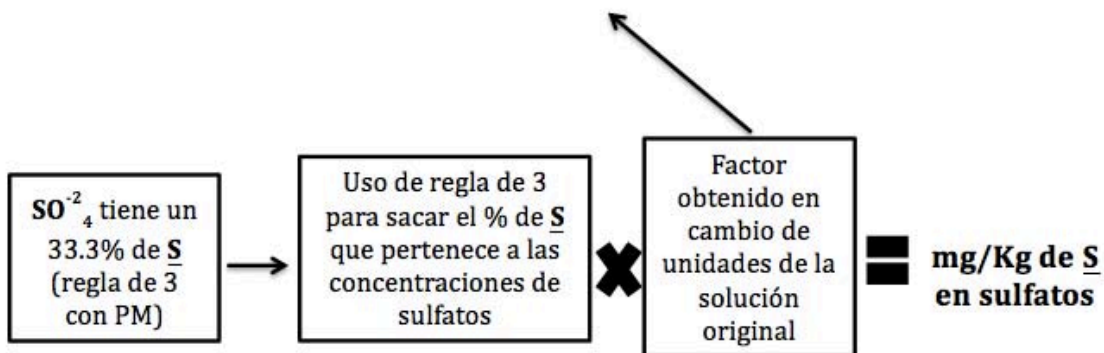 SO⁻²₄ tiene un
33.3% de S
(regla de 3
con PM)
Uso de regla de 3
para sacar el % de S
que pertenece a las
concentraciones de
sulfatos
Factor
obtenido en
cambio de
unidades de la
solución
original
mg/Kg de S
en sulfatos